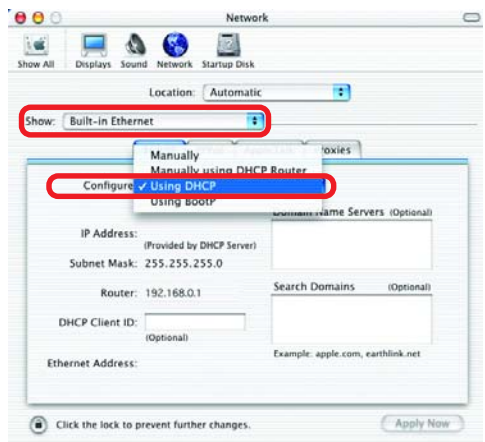 Network
Show All Displays Sound Network Startup Disk
Location: Automatic
Show: Built-in Ethernet
Manually
Manually using DHCP Router
Configure ✓ Using DHCP
Using BootP
Domain Name Servers (Optional)
IP Address:
(Provided by DHCP Server)
Subnet Mask: 255.255.255.0
Router: 192.168.0.1
Search Domains (Optional)
DHCP Client ID:
(Optional)
Example: apple.com, earthlink.net
Ethernet Address:
Click the lock to prevent further changes.
Apply Now